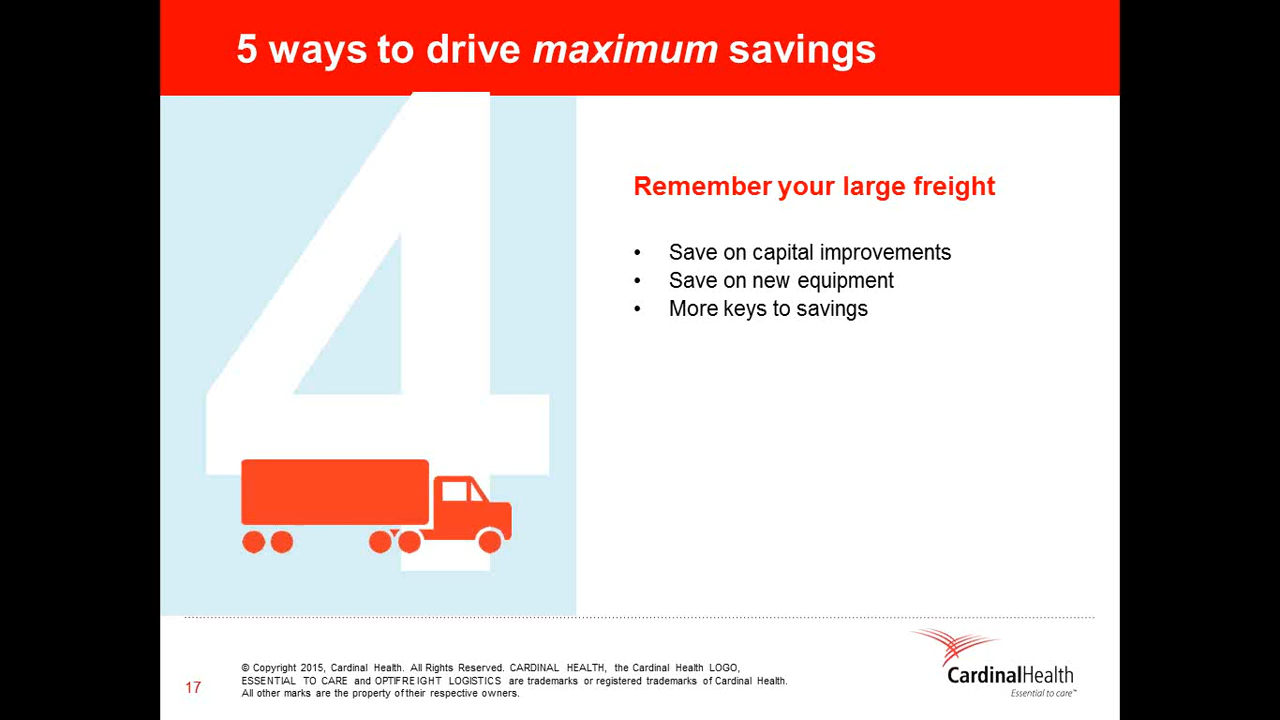 5 ways to drive maximum savings
4
Remember your large freight
• Save on capital improvements
• Save on new equipment
• More keys to savings
17
© Copyright 2015, Cardinal Health. All Rights Reserved. CARDINAL HEALTH, the Cardinal Health LOGO,
ESSENTIAL TO CARE and OPTIFREIGHT LOGISTICS are trademarks or registered trademarks of Cardinal Health.
All other marks are the property of their respective owners.
CardinalHealth
Essential to care™